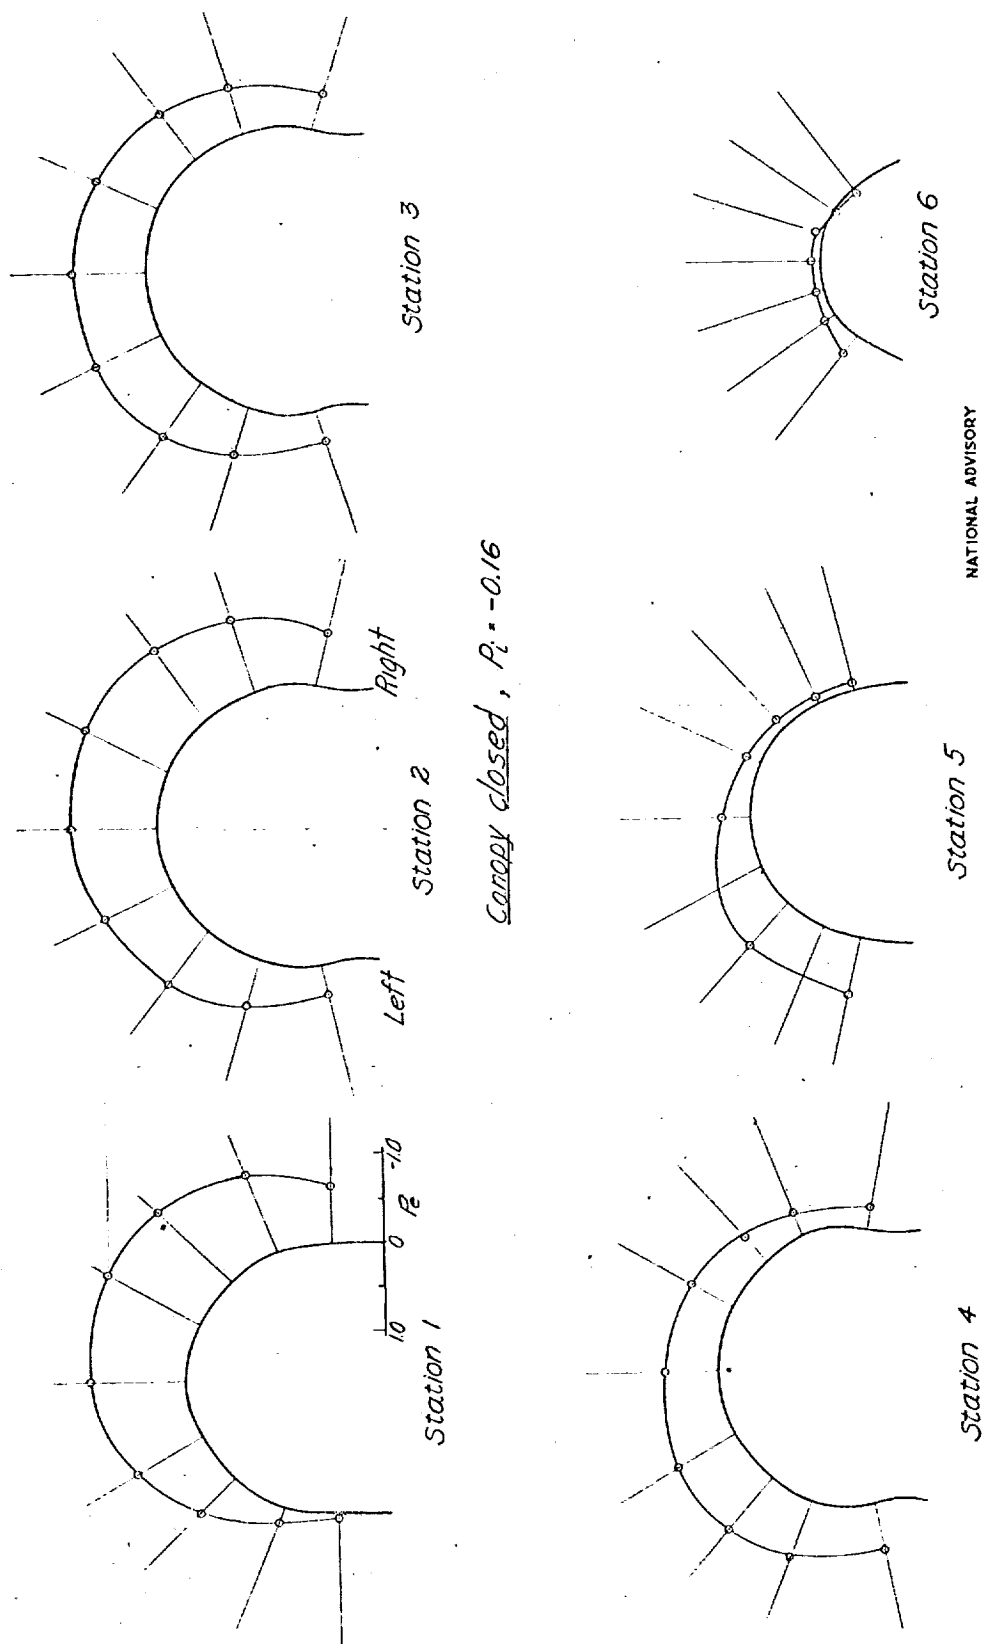 Station 1
1.0 0 Pe -1.0
Station 2
Left
Right
Station 3
Canopy closed, Pi = -0.16
Station 4
Station 5
Station 6
NATIONAL ADVISORY